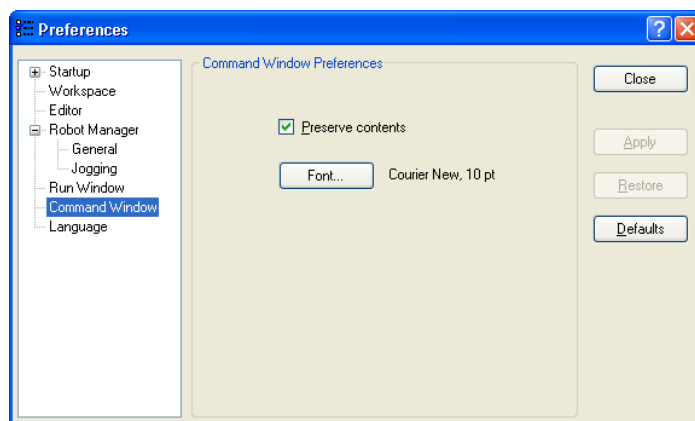 Preferences
Startup
Workspace
Editor
Robot Manager
General
Jogging
Run Window
Command Window
Language
Command Window Preferences
Preserve contents
Font... Courier New, 10 pt
Close
Apply
Restore
Defaults